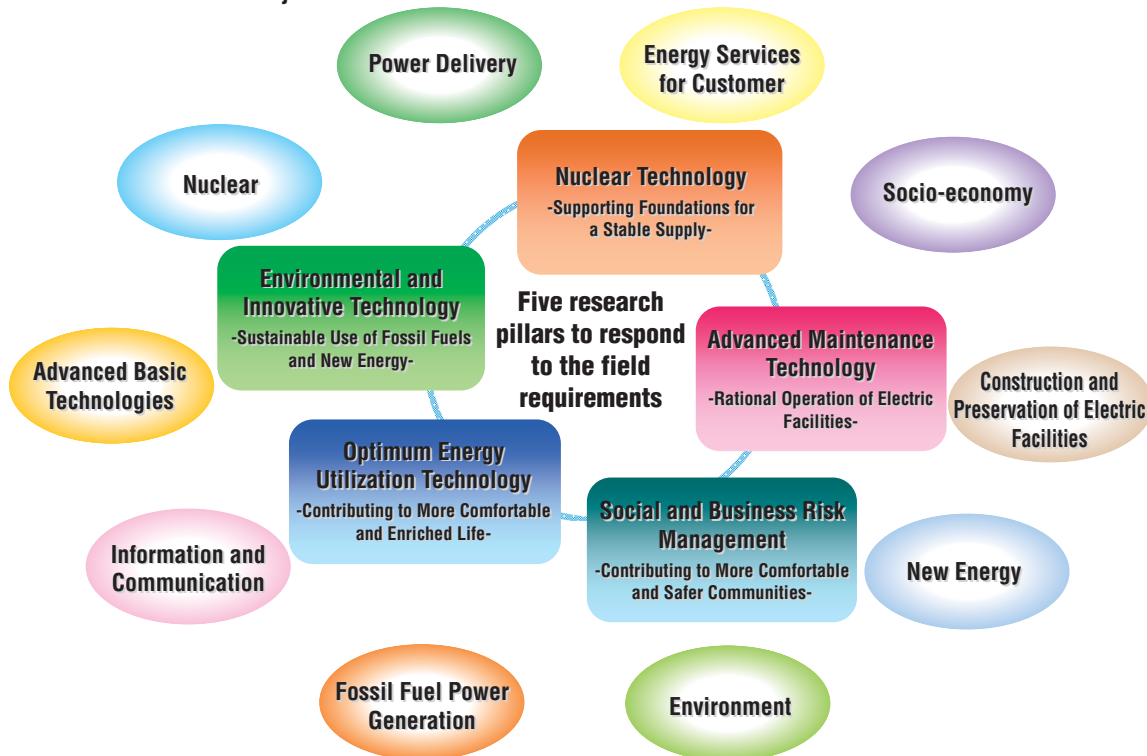 Power Delivery
Energy Services
for Customer
Nuclear
Nuclear Technology
-Supporting Foundations for
a Stable Supply-
Socio-economy
Environmental and
Innovative Technology
-Sustainable Use of Fossil Fuels
and New Energy-
Five research
pillars to respond
to the field
requirements
Advanced Maintenance
Technology
-Rational Operation of Electric
Facilities-
Advanced Basic
Technologies
Construction and
Preservation of Electric
Facilities
Optimum Energy
Utilization Technology
-Contributing to More Comfortable
and Enriched Life-
Social and Business Risk
Management
-Contributing to More Comfortable
and Safer Communities-
Information and
Communication
New Energy
Fossil Fuel Power
Generation
Environment